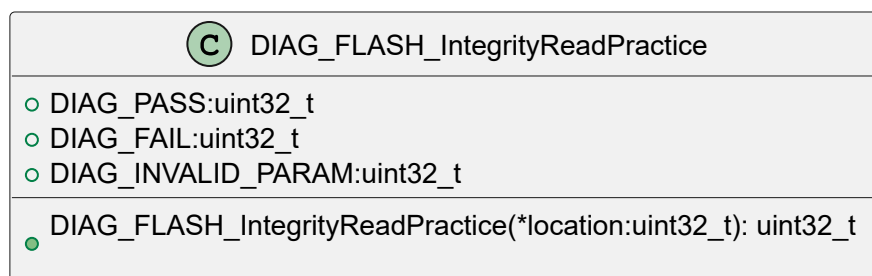 C DIAG_FLASH_IntegrityReadPractice
DIAG_PASS:uint32_t
DIAG_FAIL:uint32_t
DIAG_INVALID_PARAM:uint32_t
DIAG_FLASH_IntegrityReadPractice(*location:uint32_t): uint32_t